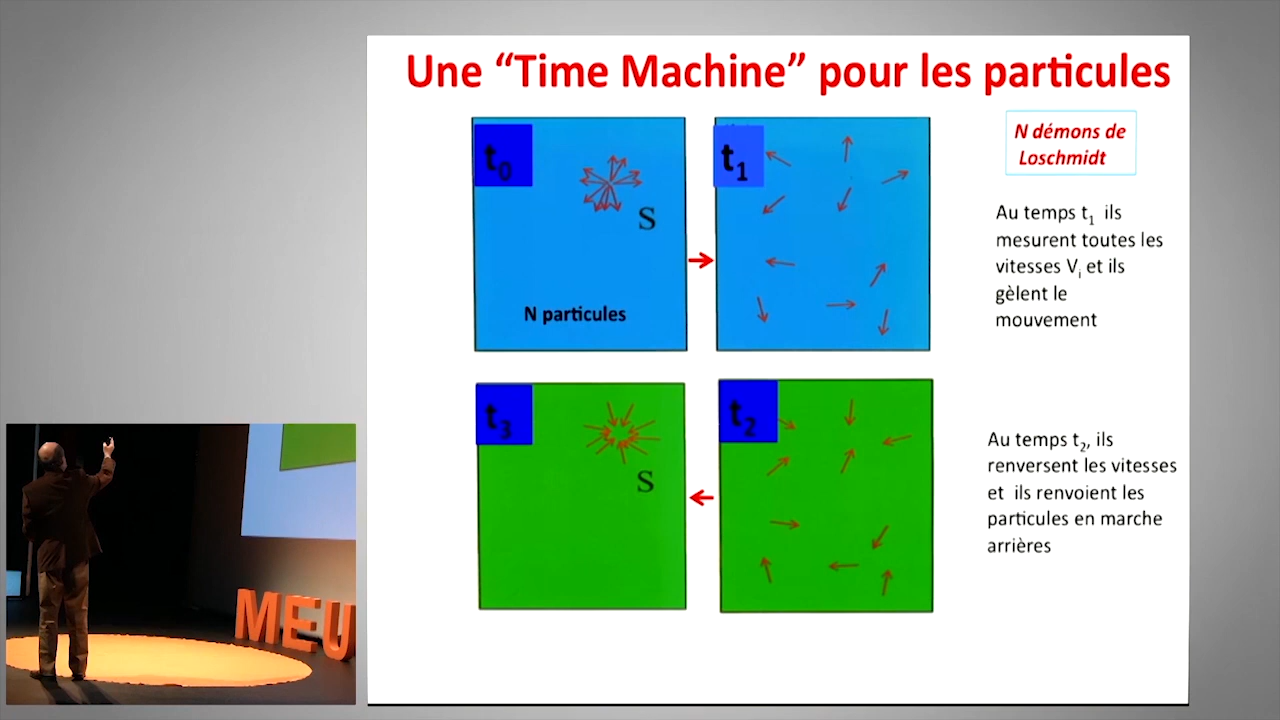 Une “Time Machine” pour les particules
t₀
S
N particules
t₁
N démons de
Loschmidt
Au temps t₁ ils
mesurent toutes les
vitesses Vᵢ et ils
gèlent le
mouvement
t₃
S
t₂
Au temps t₂, ils
renversent les vitesses
et ils renvoient les
particules en marche
arrières
MEU